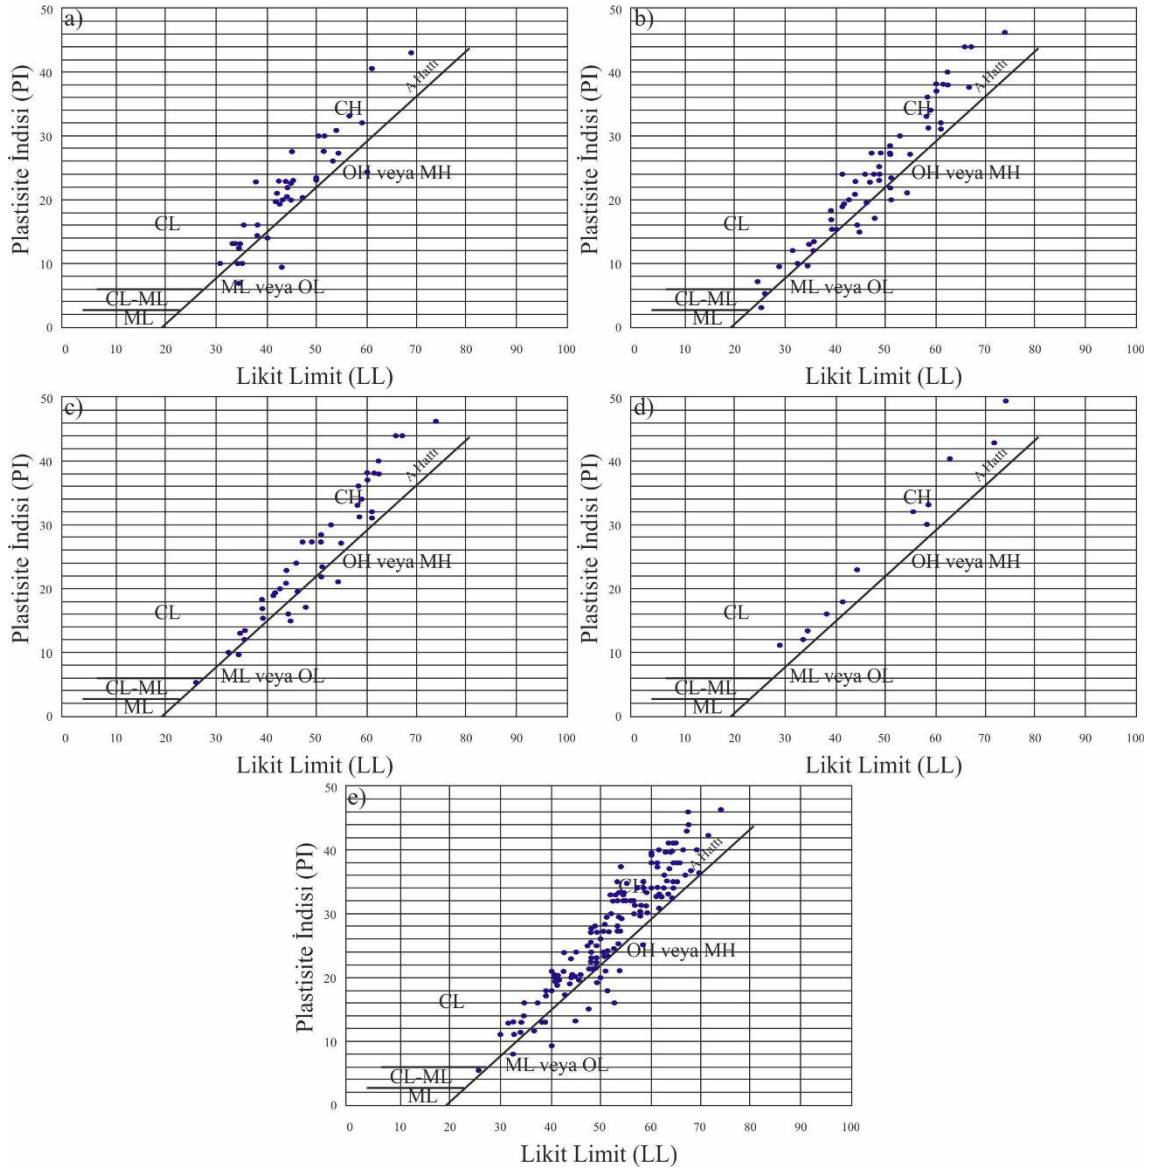 a)
50
40
30
20
10
0
Plastisite İndisi (PI)
A Hattı
CH
OH veya MH
CL
ML veya OL
CL-ML
ML
0 10 20 30 40 50 60 70 80 90 100
Likit Limit (LL)
b)
50
40
30
20
10
0
Plastisite İndisi (PI)
A Hattı
CH
OH veya MH
CL
ML veya OL
CL-ML
ML
0 10 20 30 40 50 60 70 80 90 100
Likit Limit (LL)
c)
50
40
30
20
10
0
Plastisite İndisi (PI)
A Hattı
CH
OH veya MH
CL
ML veya OL
CL-ML
ML
0 10 20 30 40 50 60 70 80 90 100
Likit Limit (LL)
d)
50
40
30
20
10
0
Plastisite İndisi (PI)
A Hattı
CH
OH veya MH
CL
ML veya OL
CL-ML
ML
0 10 20 30 40 50 60 70 80 90 100
Likit Limit (LL)
e)
50
40
30
20
10
0
Plastisite İndisi (PI)
A Hattı
CH
OH veya MH
CL
ML veya OL
CL-ML
ML
0 10 20 30 40 50 60 70 80 90 100
Likit Limit (LL)